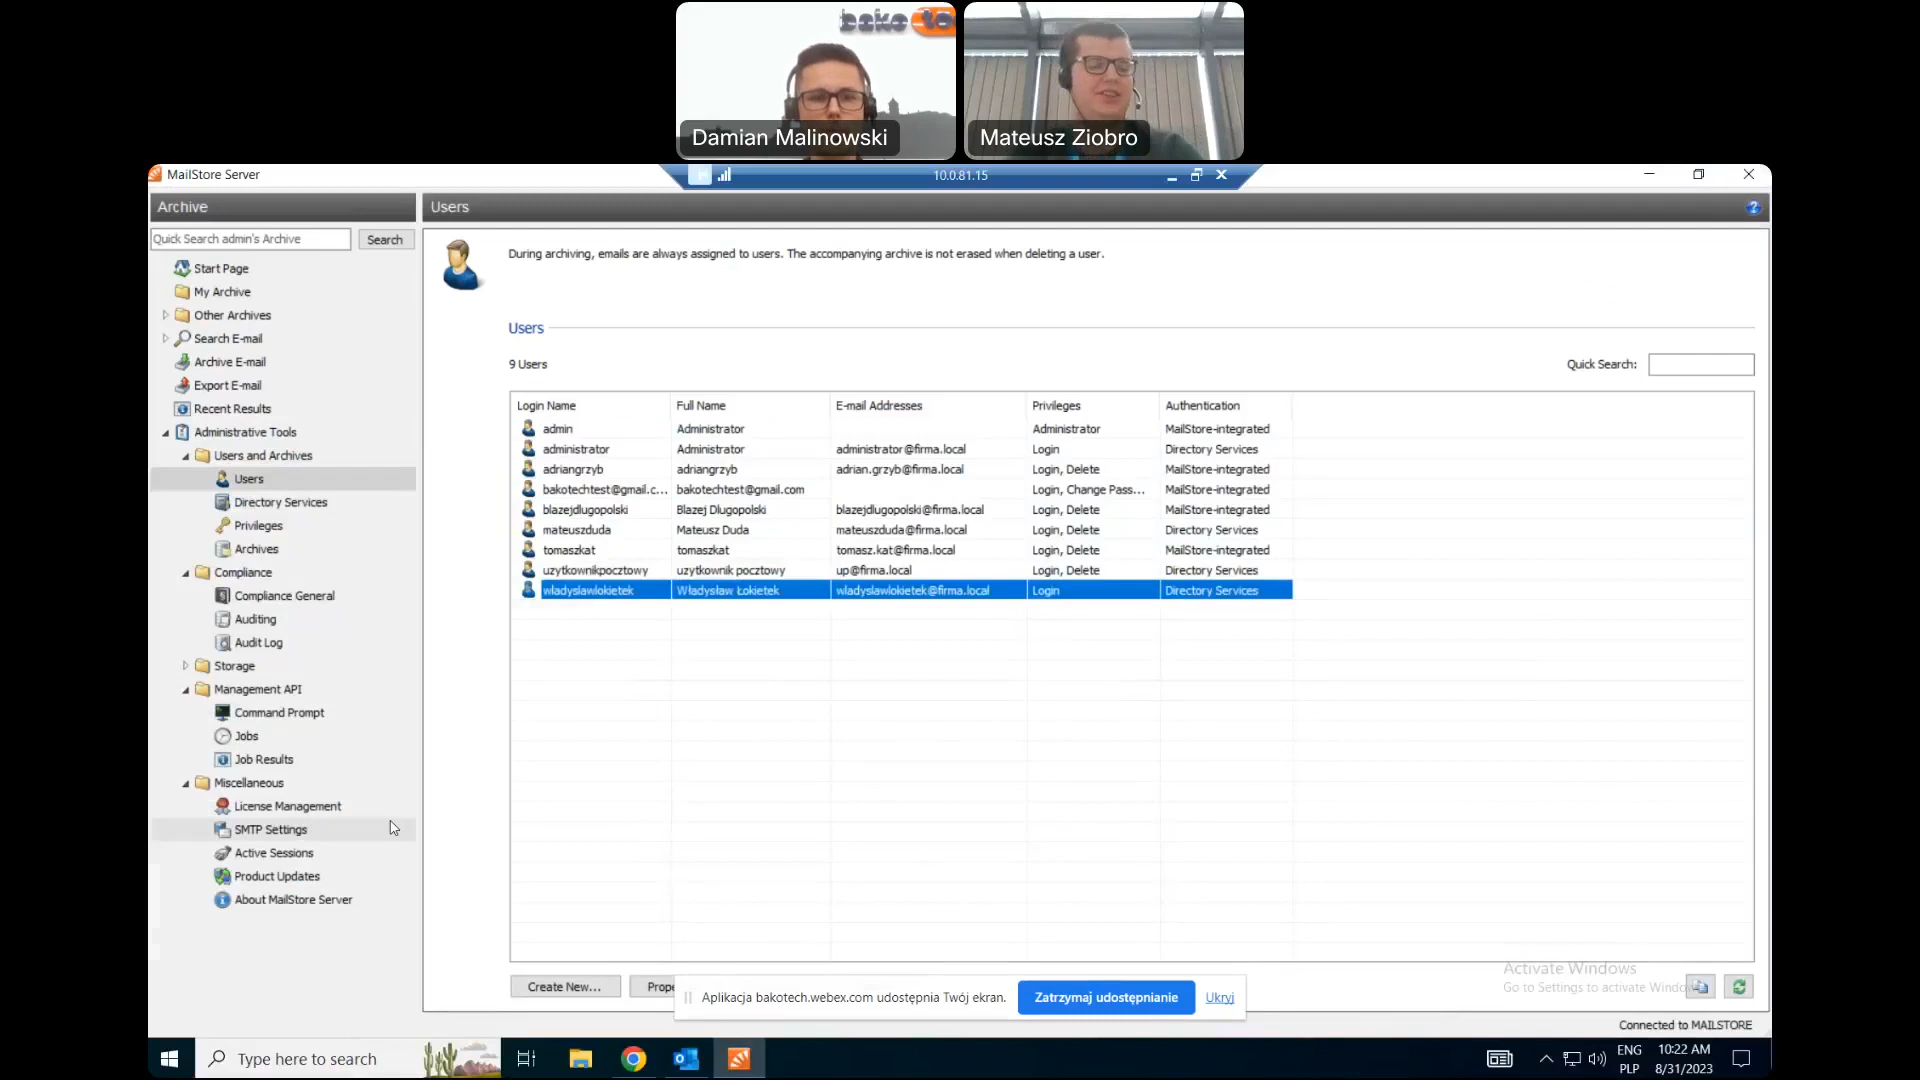 bako
Damian Malinowski
Mateusz Ziobro
MailStore Server
10.0.81.15
Archive
Users
Quick Search admin's Archive
Search
Start Page
My Archive
Other Archives
Search E-mail
Archive E-mail
Export E-mail
Recent Results
Administrative Tools
Users and Archives
Users
Directory Services
Privileges
Archives
Compliance
Compliance General
Auditing
Audit Log
Storage
Management API
Command Prompt
Jobs
Job Results
Miscellaneous
License Management
SMTP Settings
Active Sessions
Product Updates
About MailStore Server
During archiving, emails are always assigned to users. The accompanying archive is not erased when deleting a user.
Users
9 Users
Quick Search:
Login Name Full Name E-mail Addresses Privileges Authentication
admin Administrator Administrator MailStore-integrated
administrator Administrator administrator@firma.local Login Directory Services
adriangrzyb adriangrzyb adrian.grzyb@firma.local Login, Delete MailStore-integrated
bakotechtest@gmail.c... bakotechtest@gmail.com Login, Change Pass... MailStore-integrated
blazejdlugopolski Blazej Dlugopolski blazejdlugopolski@firma.local Login, Delete MailStore-integrated
mateuszduda Mateusz Duda mateuszduda@firma.local Login, Delete Directory Services
tomaszkat tomaszkat tomasz.kat@firma.local Login, Delete MailStore-integrated
uzytkownikpocztowy uzytkownik pocztowy up@firma.local Login, Delete Directory Services
wladyslawlokietek Władysław Łokietek wladyslawlokietek@firma.local Login Directory Services
Create New...
Prope
Aplikacja bakotech.webex.com udostępnia Twój ekran.
Zatrzymaj udostępnianie
Ukryj
Activate Windows
Go to Settings to activate Windo
Connected to MAILSTORE
Type here to search
ENG
PLP
10:22 AM
8/31/2023